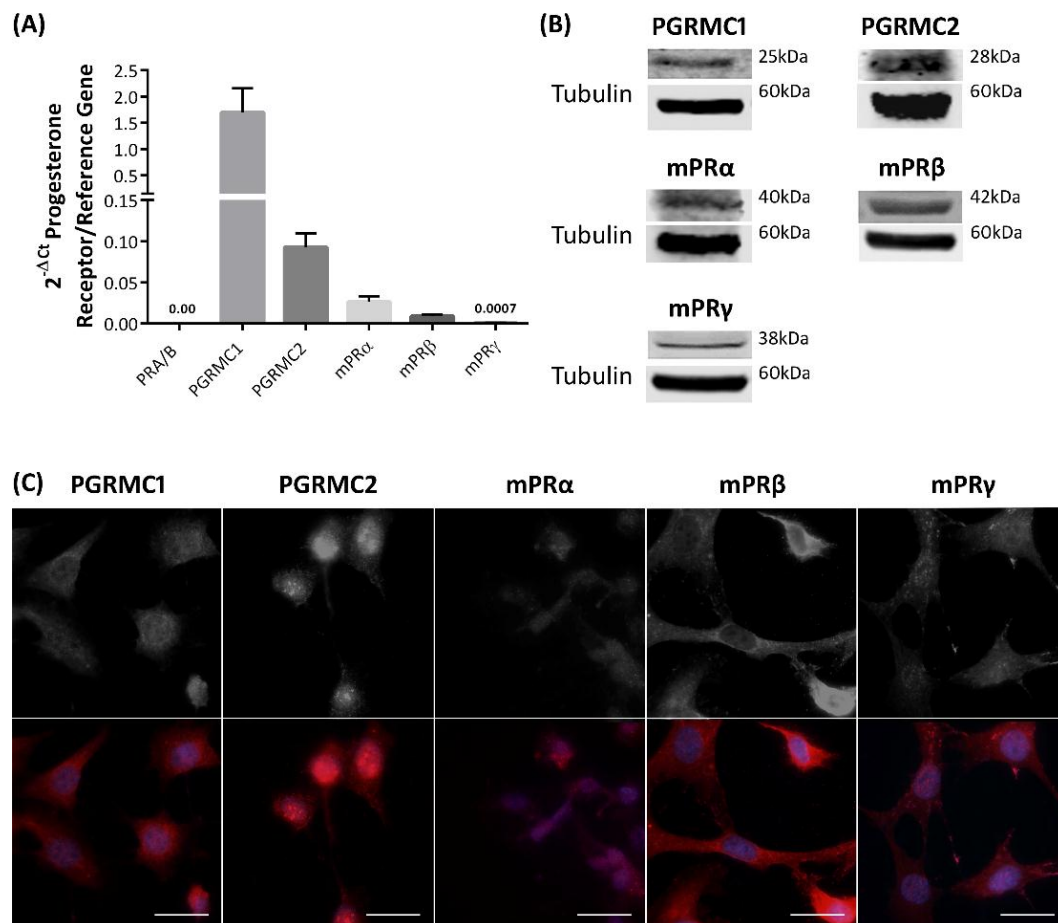 (A)
2-ΔCt Progesterone
Receptor/Reference Gene
2.5
2.0
1.5
1.0
0.5
0.15
0.10
0.05
0.00
0.00
0.0007
PRA/B
PGRMC1
PGRMC2
mPRα
mPRβ
mPRγ
(B)
PGRMC1
PGRMC2
25kDa
28kDa
Tubulin
60kDa
60kDa
mPRα
mPRβ
40kDa
42kDa
Tubulin
60kDa
60kDa
mPRγ
38kDa
Tubulin
60kDa
(C)
PGRMC1
PGRMC2
mPRα
mPRβ
mPRγ